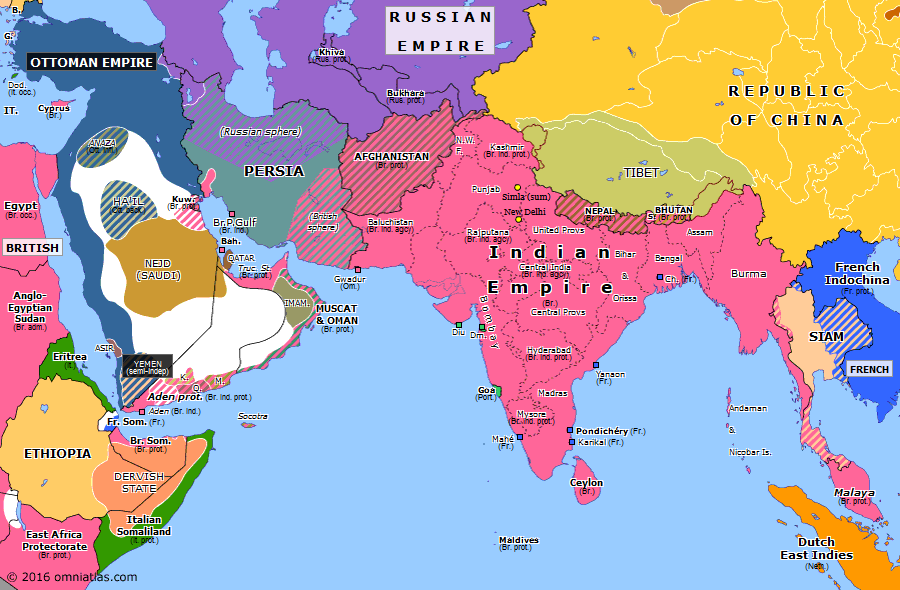 B.
RUSSIAN
EMPIRE
G.
Khiva
(Rus. prot.)
OTTOMAN EMPIRE
Dod.
(It. occ.)
IT.
Cyprus
(Br.)
Bukhara
(Rus. prot.)
REPUBLIC
OF CHINA
(Russian sphere)
ANAZA
(Ott. inf.)
PERSIA
AFGHANISTAN
(Br. prot.)
N.W.
F.
Kashmir
(Br. ind. prot.)
TIBET
Punjab
Simla (sum)
HA'IL
Kuw.
Egypt
(Br. occ.)
Br.P.Gulf
(Br. ind.)
(British
sphere)
Baluchistan
(Br. ind. agcy)
New Delhi
NEPAL
(Br. prot.)
BHUTAN
(Br. prot.)
Rajputana
(Br. ind. agcy)
United Provs
Assam
BRITISH
Bah.
QATAR
Truc. St.
(Br. prot.)
NEJD
(SAUDI)
Gwadur
(Om.)
Indian
Bihar
&
Orissa
Bengal
Central India
(Br. ind. agcy)
Ch. (Fr.)
Burma
French
Indochina
(Fr. prot.)
Empire
(Br.)
Anglo-
Egyptian
Sudan
(Br. adm.)
IMAM.
MUSCAT
& OMAN
(Br. prot.)
Bombay
Central Provs
Diu
Dm.
SIAM
ASIR
YEMEN
(semi-indep)
Eritrea
(It.)
Hyderabad
(Br. ind. prot.)
Yanaon
(Fr.)
FRENCH
K.
Q.
M.
Aden prot. (Br. ind. prot.)
Goa
(Port.)
Madras
Aden (Br. ind.)
Socotra
Mysore
(Br. ind. prot.)
Andaman
&
Nicobar Is.
Fr. Som. (Fr.)
Mahé
(Fr.)
Pondichéry (Fr.)
Karikal (Fr.)
Br. Som.
(Br. prot.)
ETHIOPIA
DERVISH
STATE
Ceylon
(Br.)
Malaya
(Br. prot.)
Italian
Somaliland
(It. prot.)
East Africa
Protectorate
(Br. prot.)
Maldives
(Br. prot.)
Dutch
East Indies
(Neth.)
© 2016 omniatlas.com